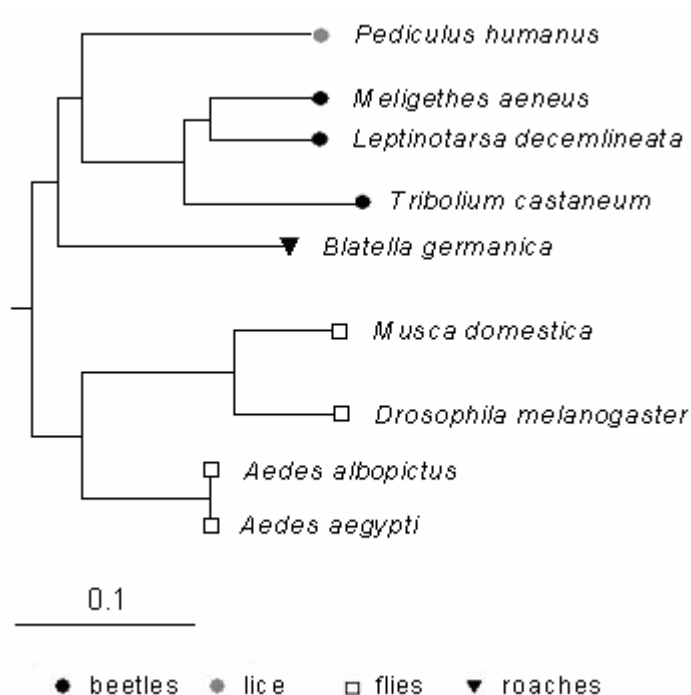 Pediculus humanus
Meligethes aeneus
Leptinotarsa decemlineata
Tribolium castaneum
Blatella germanica
Musca domestica
Drosophila melanogaster
Aedes albopictus
Aedes aegypti
0.1
beetles lice flies roaches